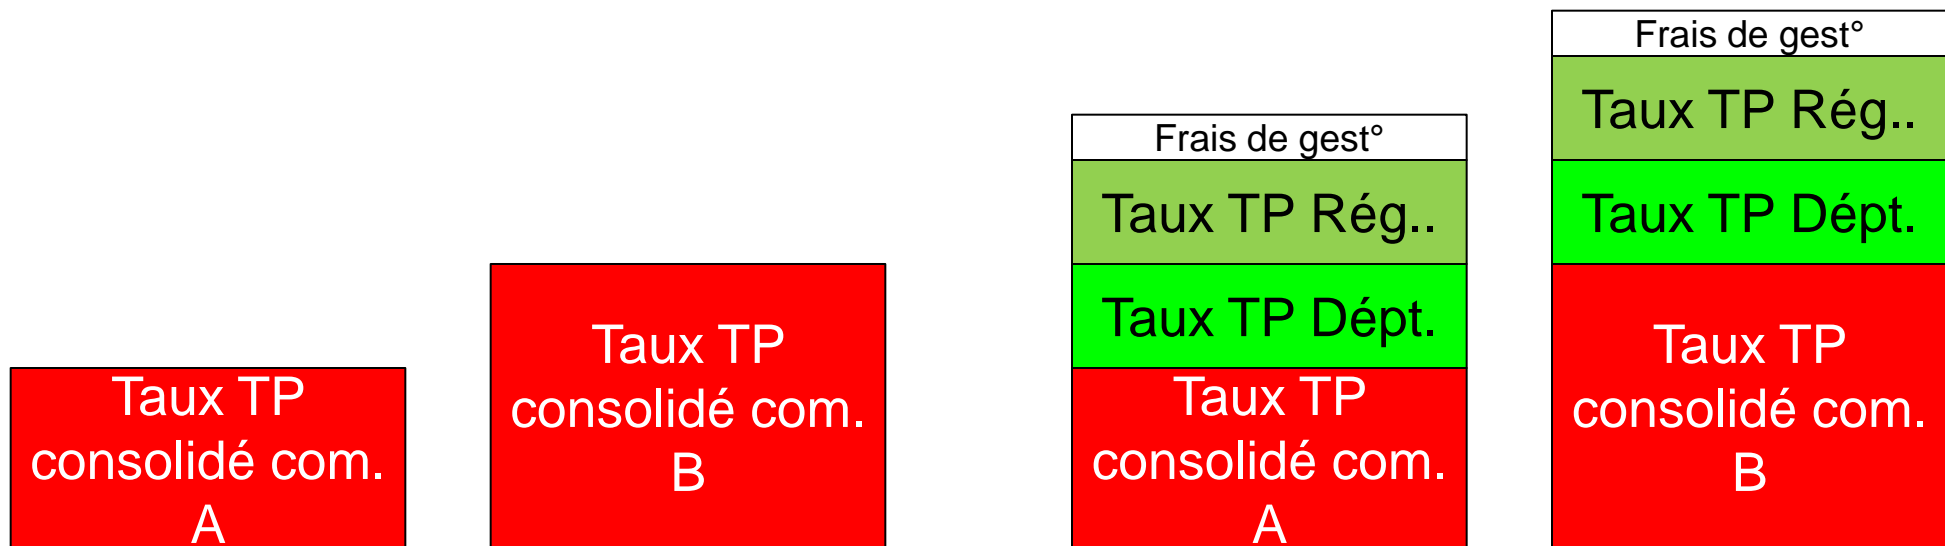 Taux TP
consolidé com.
A
Taux TP
consolidé com.
B
Frais de gest°
Taux TP Rég..
Taux TP Dépt.
Taux TP
consolidé com.
A
Frais de gest°
Taux TP Rég..
Taux TP Dépt.
Taux TP
consolidé com.
B